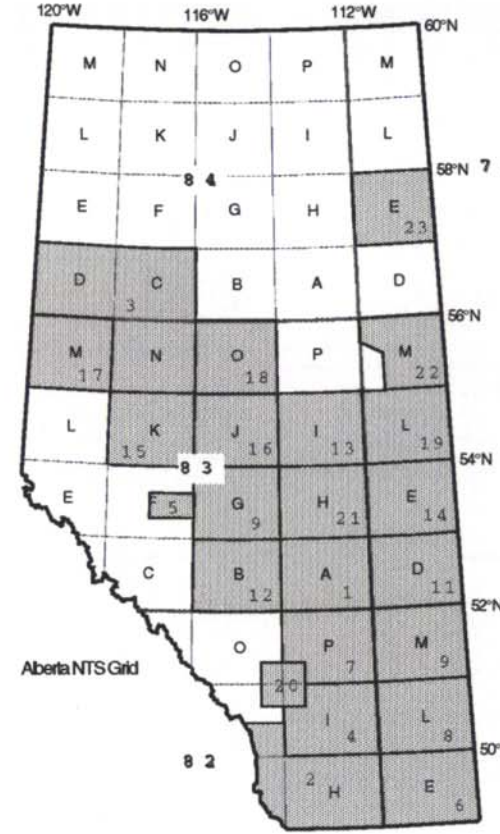 120°W 116°W 112°W
60°N
M N O P M
L K J I L
58°N 7
8 4
E F G H E
23
D C B A D
3
56°N
M N O P M
17 18 22
L K J I L
15 16 13 19
8 3
54°N
E F 5 G H E
9 21 14
C B A D
12 1 11
52°N
O P M
7 9
Alberta NTS Grid
20
I L
4 8
50°
8 2
2 H E
6